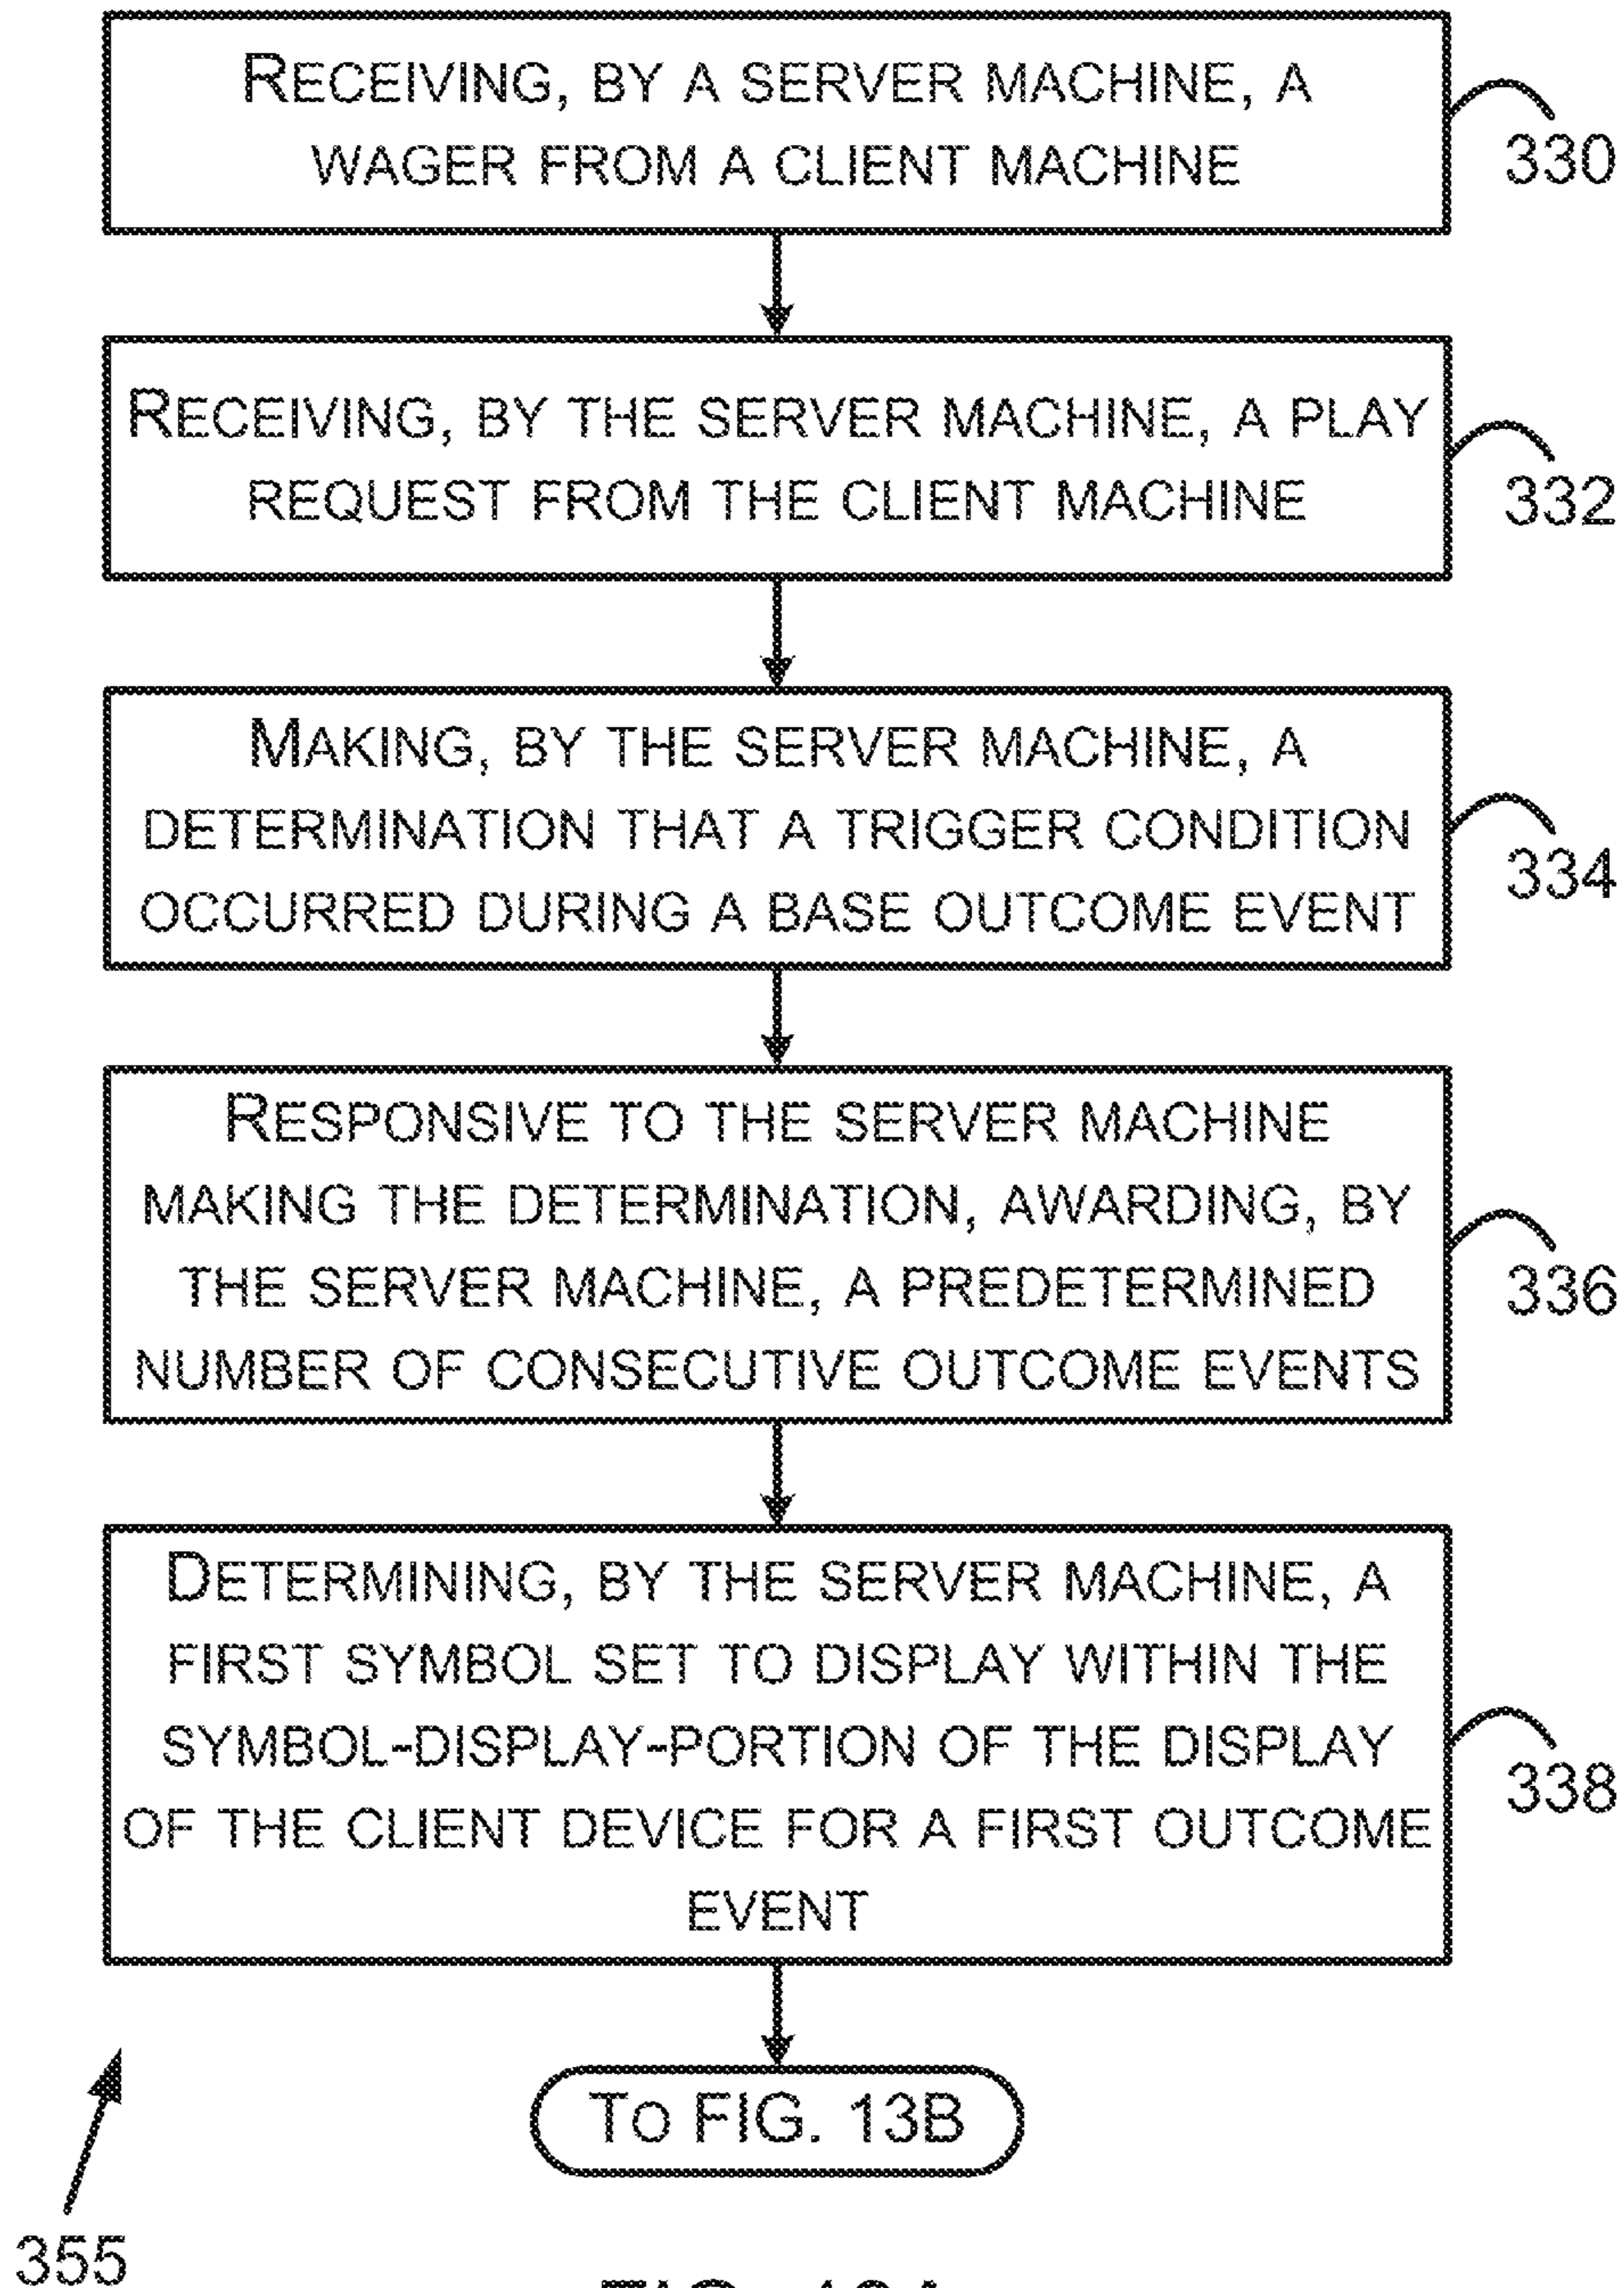 RECEIVING, BY A SERVER MACHINE, A
WAGER FROM A CLIENT MACHINE
330
RECEIVING, BY THE SERVER MACHINE, A PLAY
REQUEST FROM THE CLIENT MACHINE
332
MAKING, BY THE SERVER MACHINE, A
DETERMINATION THAT A TRIGGER CONDITION
OCCURRED DURING A BASE OUTCOME EVENT
334
RESPONSIVE TO THE SERVER MACHINE
MAKING THE DETERMINATION, AWARDING, BY
THE SERVER MACHINE, A PREDETERMINED
NUMBER OF CONSECUTIVE OUTCOME EVENTS
336
DETERMINING, BY THE SERVER MACHINE, A
FIRST SYMBOL SET TO DISPLAY WITHIN THE
SYMBOL-DISPLAY-PORTION OF THE DISPLAY
OF THE CLIENT DEVICE FOR A FIRST OUTCOME
EVENT
338
TO FIG. 13B
355